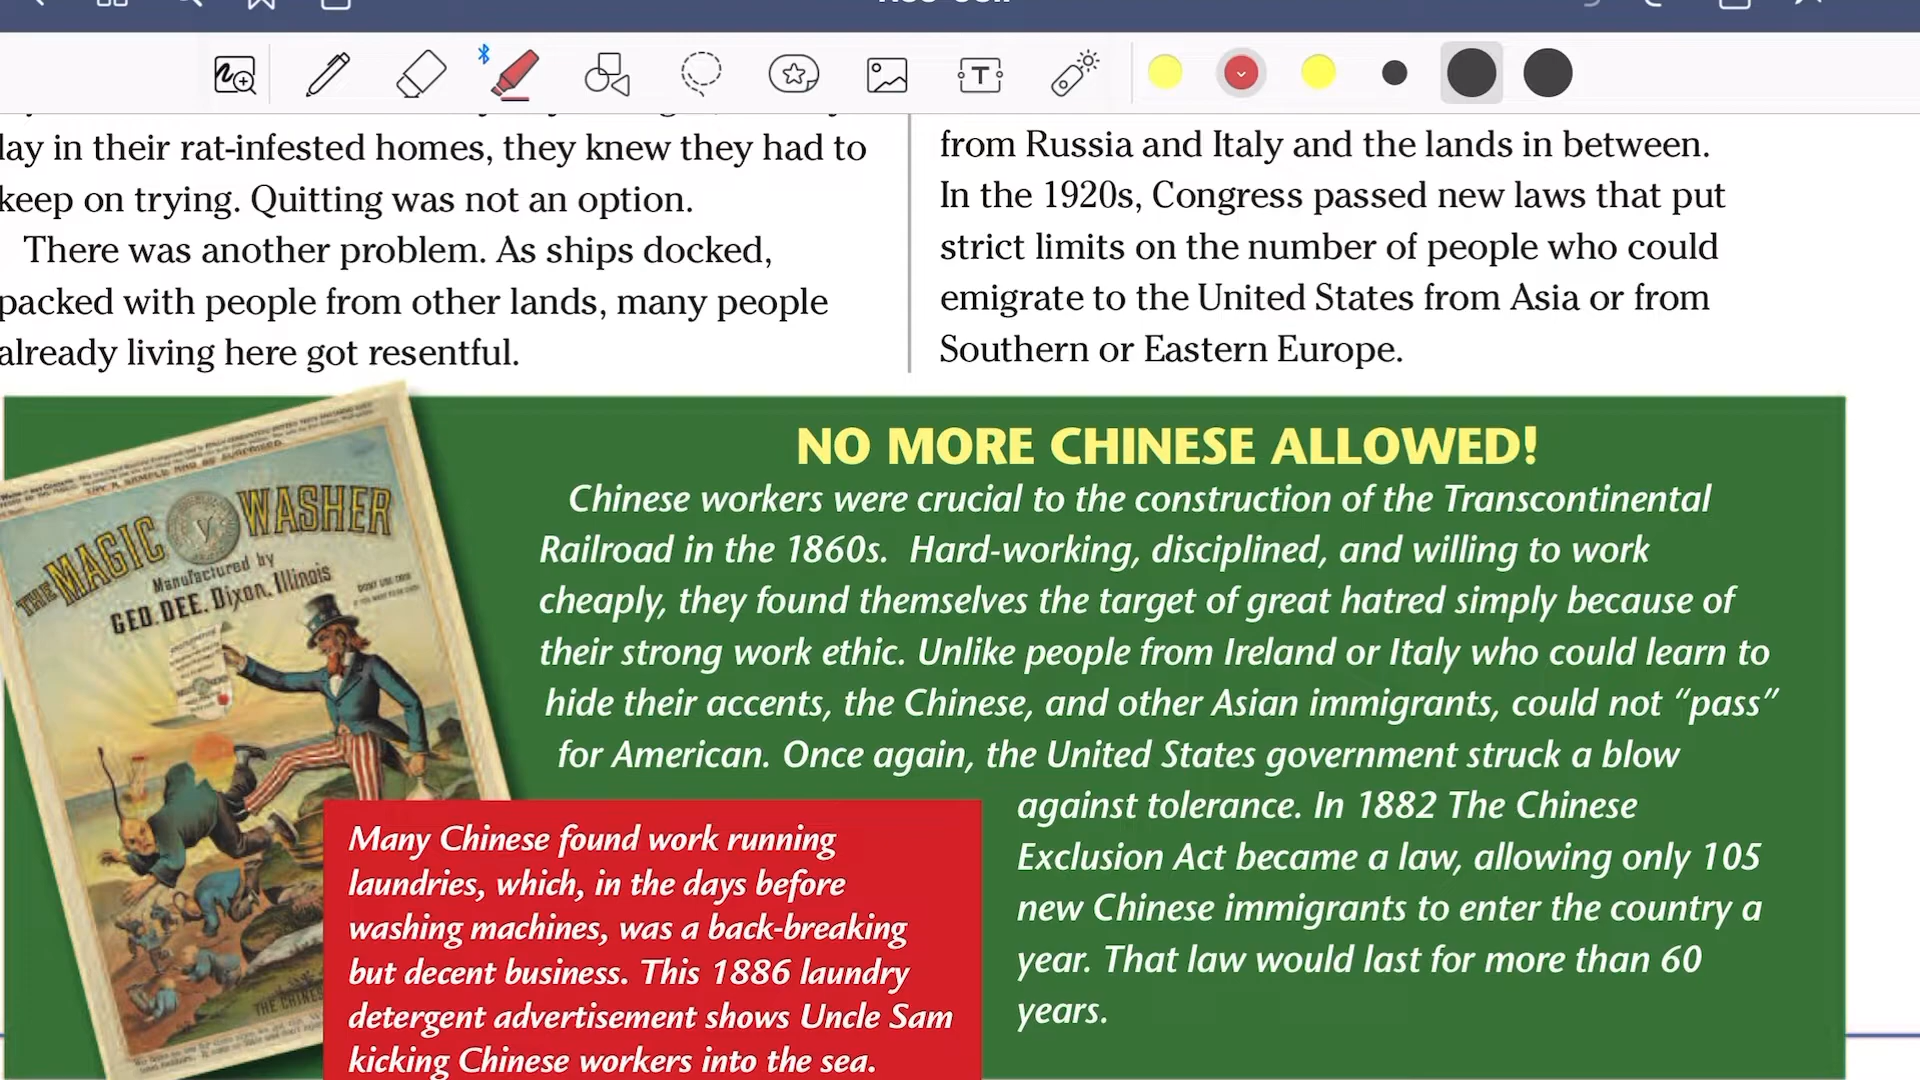 lay in their rat-infested homes, they knew they had to
keep on trying. Quitting was not an option.
There was another problem. As ships docked,
packed with people from other lands, many people
already living here got resentful.
from Russia and Italy and the lands in between.
In the 1920s, Congress passed new laws that put
strict limits on the number of people who could
emigrate to the United States from Asia or from
Southern or Eastern Europe.
NO MORE CHINESE ALLOWED!
Chinese workers were crucial to the construction of the Transcontinental
Railroad in the 1860s. Hard-working, disciplined, and willing to work
cheaply, they found themselves the target of great hatred simply because of
their strong work ethic. Unlike people from Ireland or Italy who could learn to
hide their accents, the Chinese, and other Asian immigrants, could not “pass”
for American. Once again, the United States government struck a blow
against tolerance. In 1882 The Chinese
Exclusion Act became a law, allowing only 105
new Chinese immigrants to enter the country a
year. That law would last for more than 60
years.
THE MAGIC WASHER
Manufactured by
GEO. DEE. Dixon, Illinois
THE CHINES
Many Chinese found work running
laundries, which, in the days before
washing machines, was a back-breaking
but decent business. This 1886 laundry
detergent advertisement shows Uncle Sam
kicking Chinese workers into the sea.